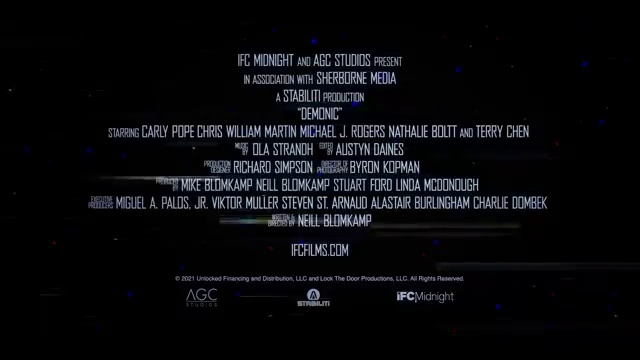 IFC MIDNIGHT AND AGC STUDIOS PRESENT
IN ASSOCIATION WITH SHERBORNE MEDIA
A STABILITI PRODUCTION
"DEMONIC"
STARRING CARLY POPE CHRIS WILLIAM MARTIN MICHAEL J. ROGERS NATHALIE BOLTT AND TERRY CHEN
MUSIC BY OLA STRANDH EDITED BY AUSTYN DAINES
PRODUCTION DESIGNER RICHARD SIMPSON DIRECTOR OF PHOTOGRAPHY BYRON KOPMAN
PRODUCED BY MIKE BLOMKAMP NEILL BLOMKAMP STUART FORD LINDA MCDONOUGH
EXECUTIVE PRODUCERS MIGUEL A. PALOS, JR. VIKTOR MULLER STEVEN ST. ARNAUD ALASTAIR BURLINGHAM CHARLIE DOMBEK
WRITTEN & DIRECTED BY NEILL BLOMKAMP
IFCFILMS.COM
© 2021 Unlocked Financing and Distribution, LLC and Lock The Door Productions, LLC. All Rights Reserved.
AGC STUDIOS STABILITI IFC Midnight